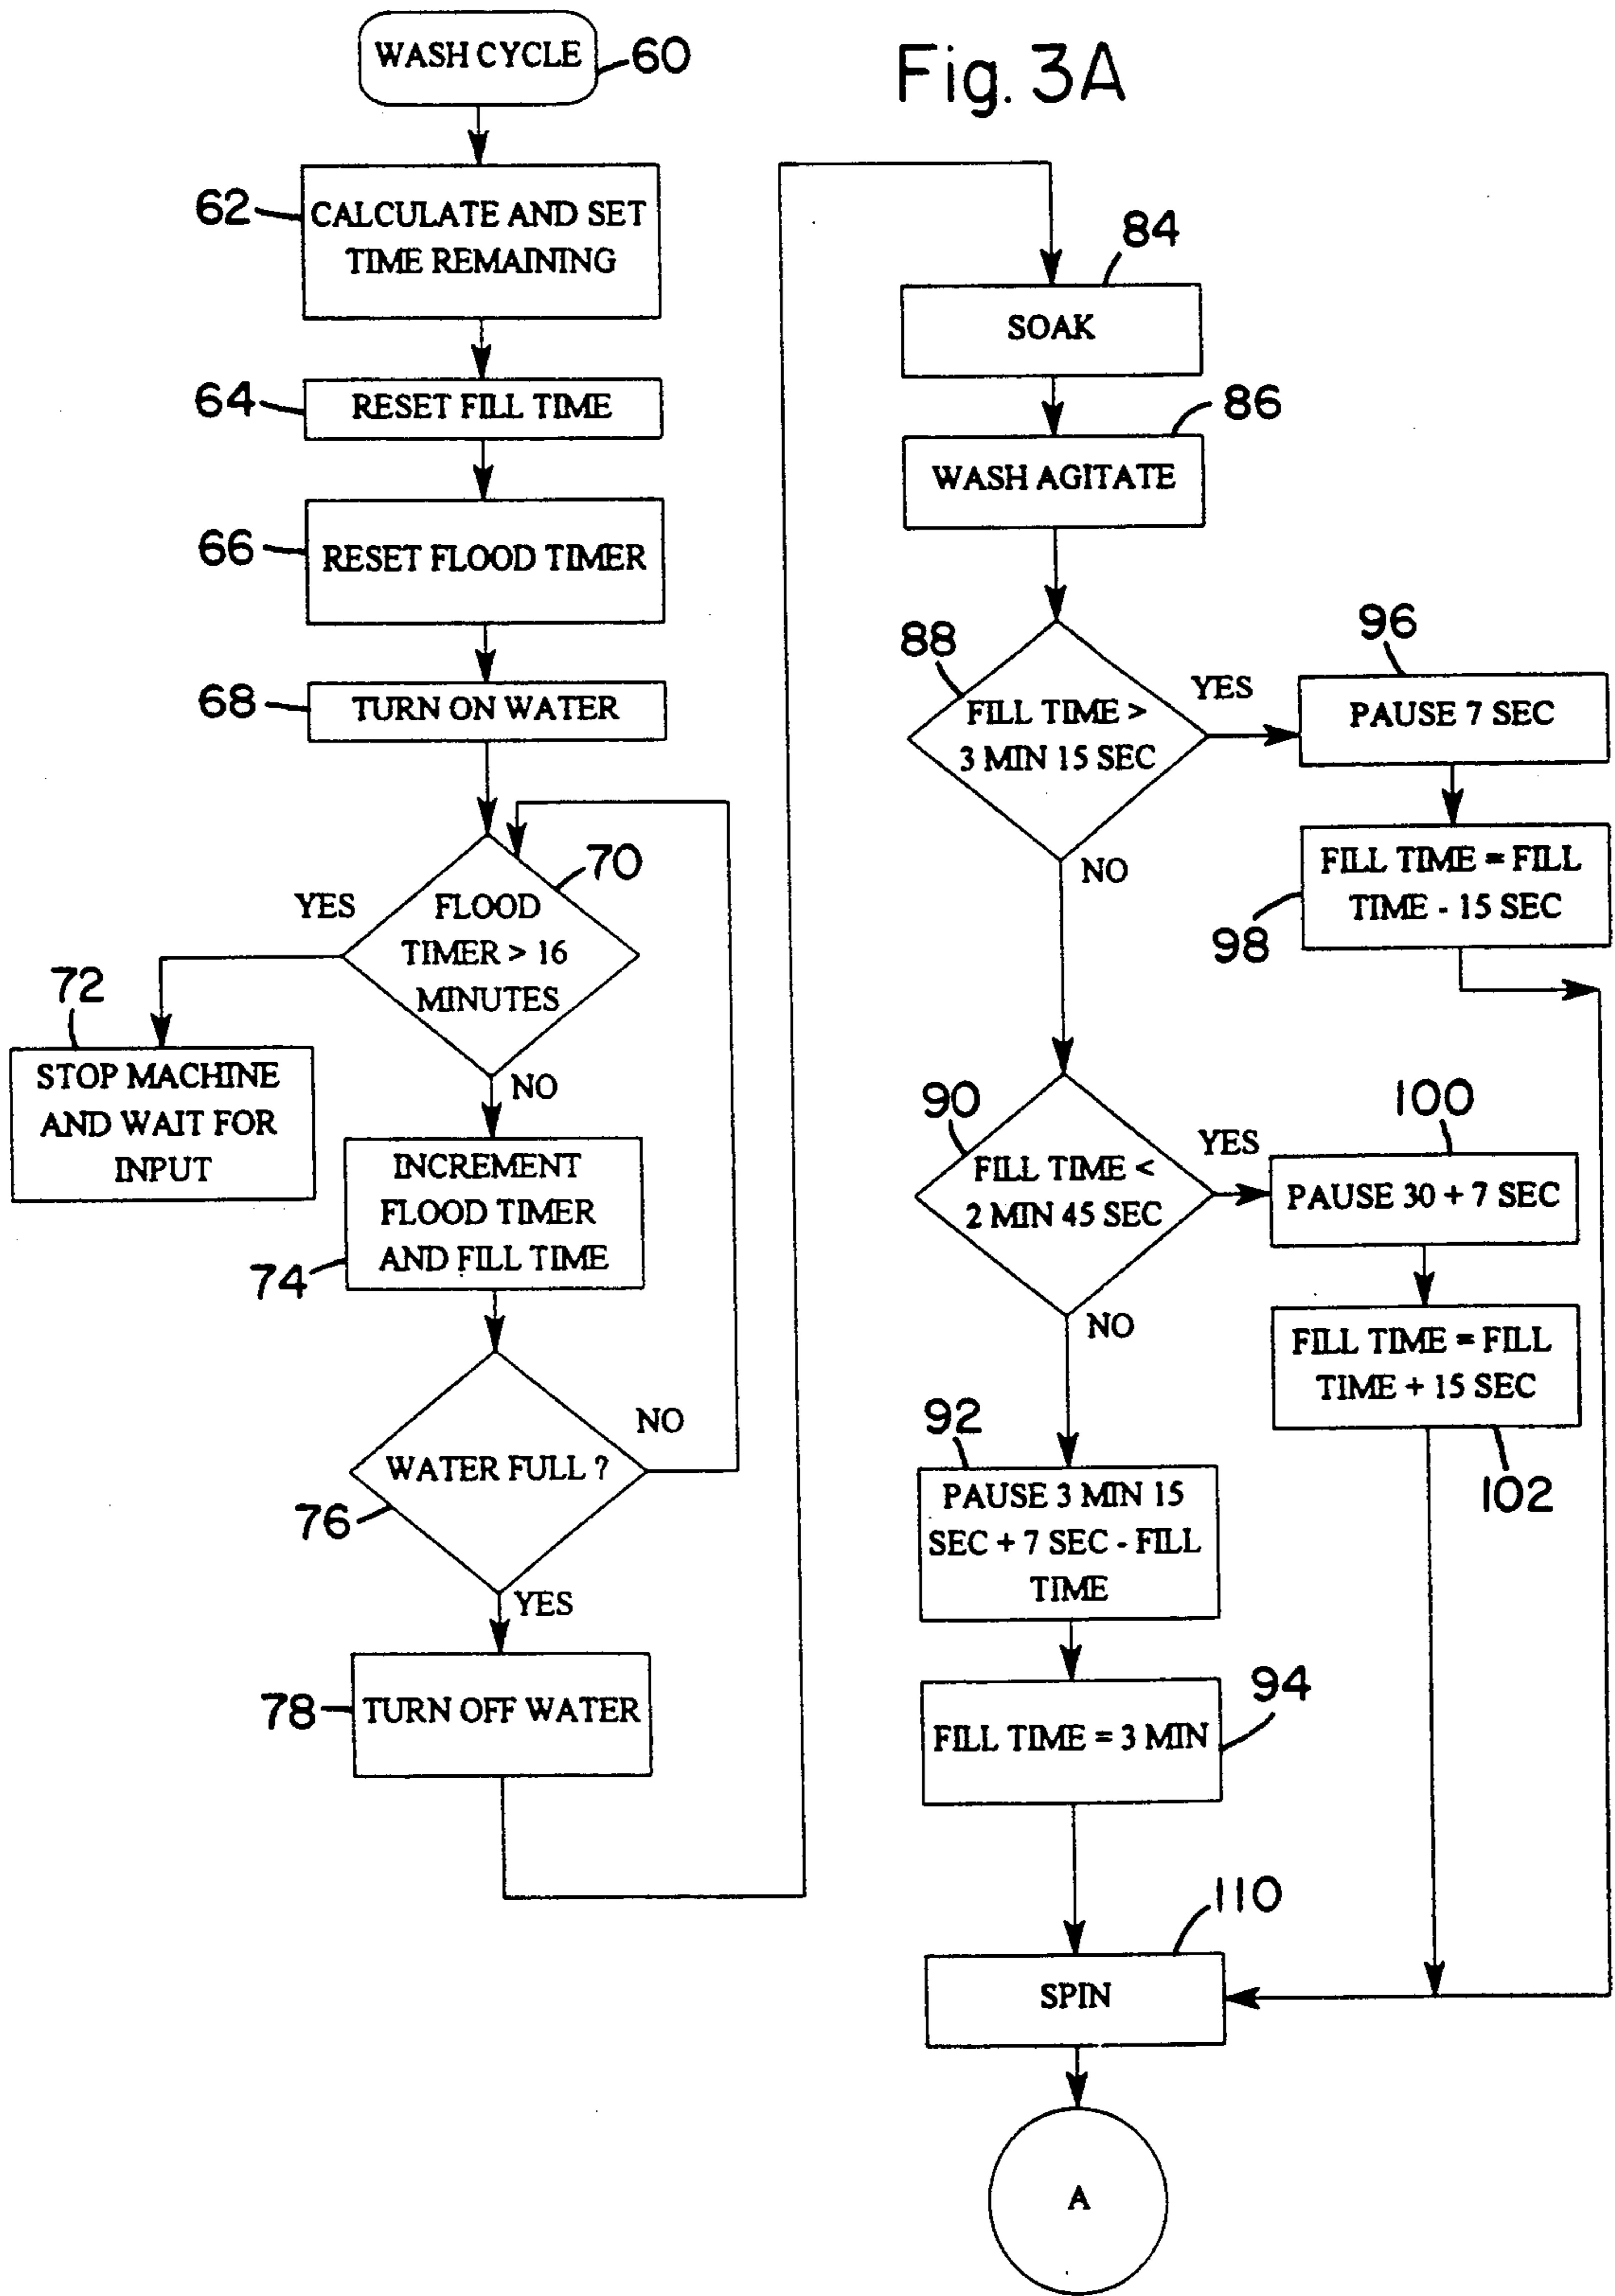 Fig. 3A
WASH CYCLE
60
62
CALCULATE AND SET
TIME REMAINING
64
RESET FILL TIME
66
RESET FLOOD TIMER
68
TURN ON WATER
70
YES
FLOOD
TIMER > 16
MINUTES
72
STOP MACHINE
AND WAIT FOR
INPUT
NO
INCREMENT
FLOOD TIMER
AND FILL TIME
74
NO
WATER FULL ?
76
YES
78
TURN OFF WATER
84
SOAK
86
WASH AGITATE
88
FILL TIME >
3 MIN 15 SEC
YES
96
PAUSE 7 SEC
FILL TIME = FILL
TIME - 15 SEC
98
NO
90
FILL TIME <
2 MIN 45 SEC
YES
100
PAUSE 30 + 7 SEC
FILL TIME = FILL
TIME + 15 SEC
102
NO
92
PAUSE 3 MIN 15
SEC + 7 SEC - FILL
TIME
94
FILL TIME = 3 MIN
110
SPIN
A